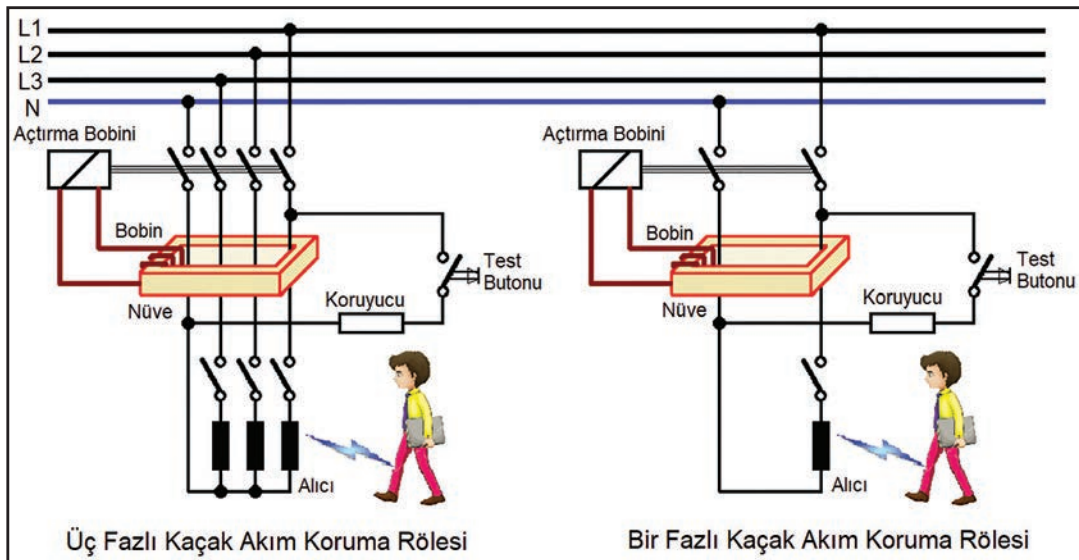 L1
L2
L3
N
Açtırma Bobini
Bobin
Nüve
Koruyucu
Test
Butonu
Alıcı
Üç Fazlı Kaçak Akım Koruma Rölesi
Açtırma Bobini
Bobin
Nüve
Koruyucu
Test
Butonu
Alıcı
Bir Fazlı Kaçak Akım Koruma Rölesi